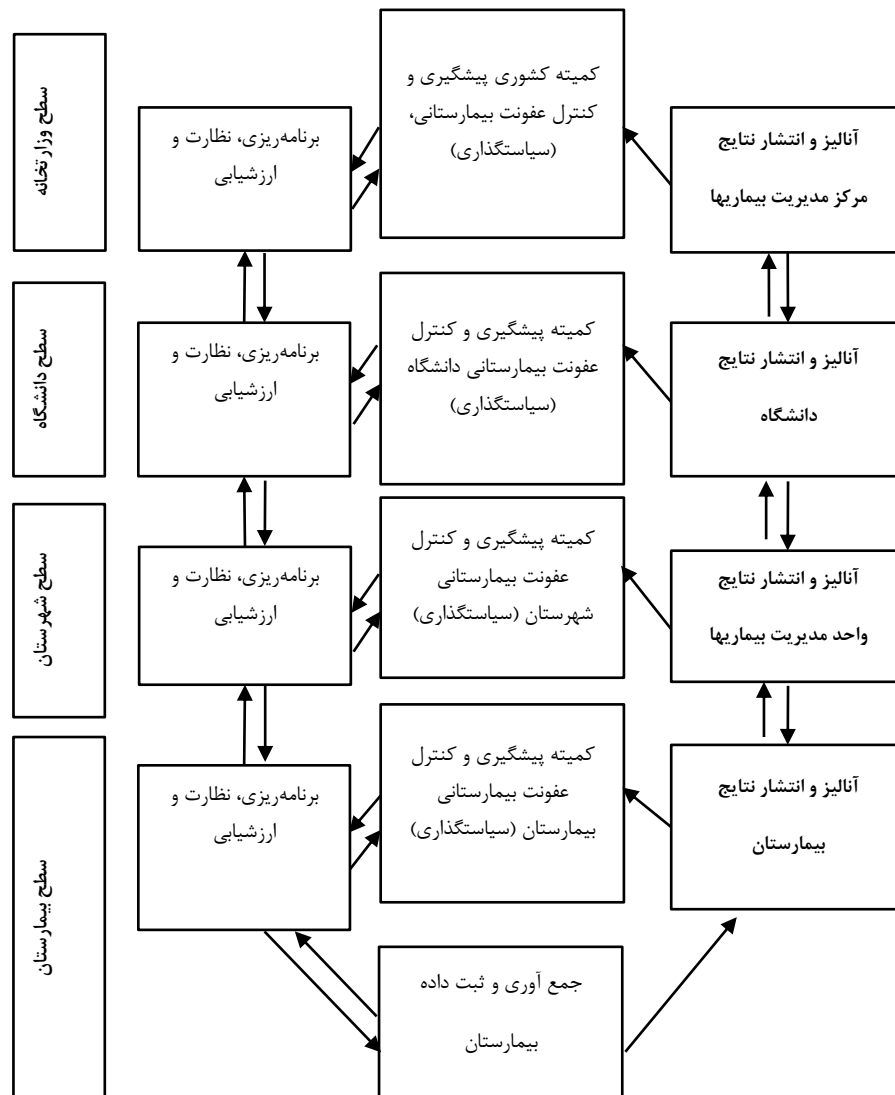 آنالیز و انتشار نتایج
مرکز مدیریت بیماریها
کمیته کشوری پیشگیری و
کنترل عفونت بیمارستانی،
(سیاستگذاری)
برنامه‌ریزی، نظارت و
ارزشیابی
سطح وزارتخانه
آنالیز و انتشار نتایج
دانشگاه
کمیته پیشگیری و کنترل
عفونت بیمارستانی دانشگاه
(سیاستگذاری)
برنامه‌ریزی، نظارت و
ارزشیابی
سطح دانشگاه
آنالیز و انتشار نتایج
واحد مدیریت بیماریها
کمیته پیشگیری و کنترل
عفونت بیمارستانی
شهرستان (سیاستگذاری)
برنامه‌ریزی، نظارت و
ارزشیابی
سطح شهرستان
آنالیز و انتشار نتایج
بیمارستان
کمیته پیشگیری و کنترل
عفونت بیمارستانی
بیمارستان (سیاستگذاری)
برنامه‌ریزی، نظارت و
ارزشیابی
سطح بیمارستان
جمع آوری و ثبت داده
بیمارستان